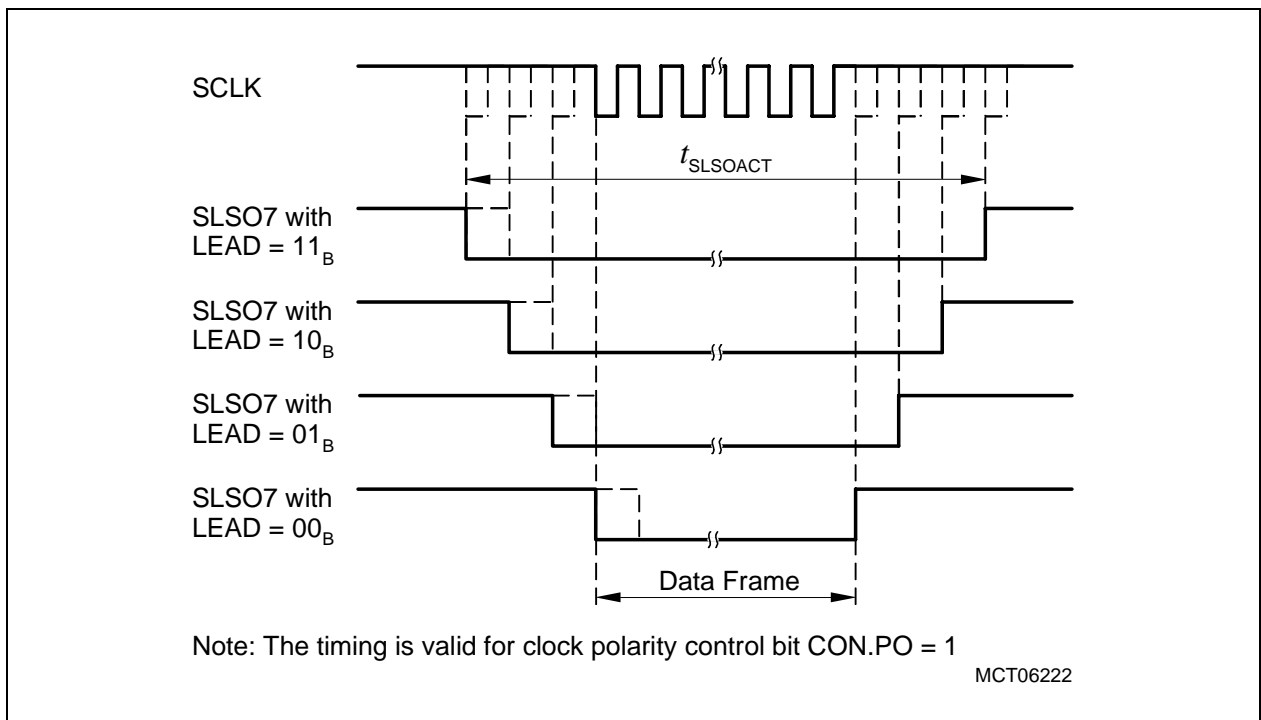 SCLK
tSLSOACT
SLSO7 with
LEAD = 11B
SLSO7 with
LEAD = 10B
SLSO7 with
LEAD = 01B
SLSO7 with
LEAD = 00B
Data Frame
Note: The timing is valid for clock polarity control bit CON.PO = 1
MCT06222